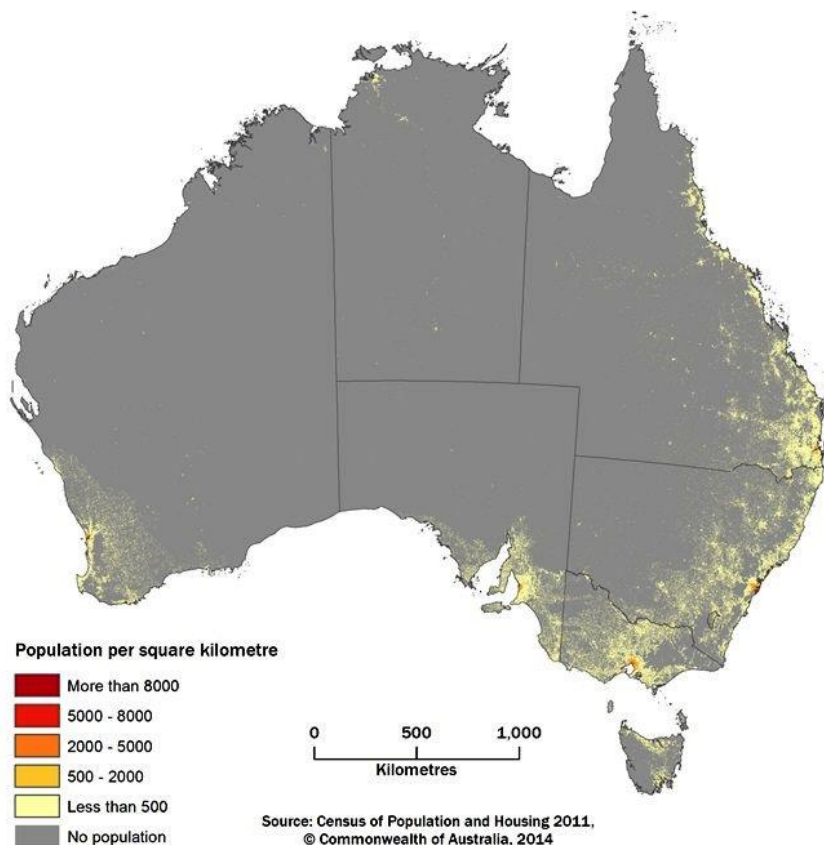 Population per square kilometre
More than 8000
5000 - 8000
2000 - 5000
500 - 2000
Less than 500
No population
0 500 1,000
Kilometres
Source: Census of Population and Housing 2011,
© Commonwealth of Australia, 2014